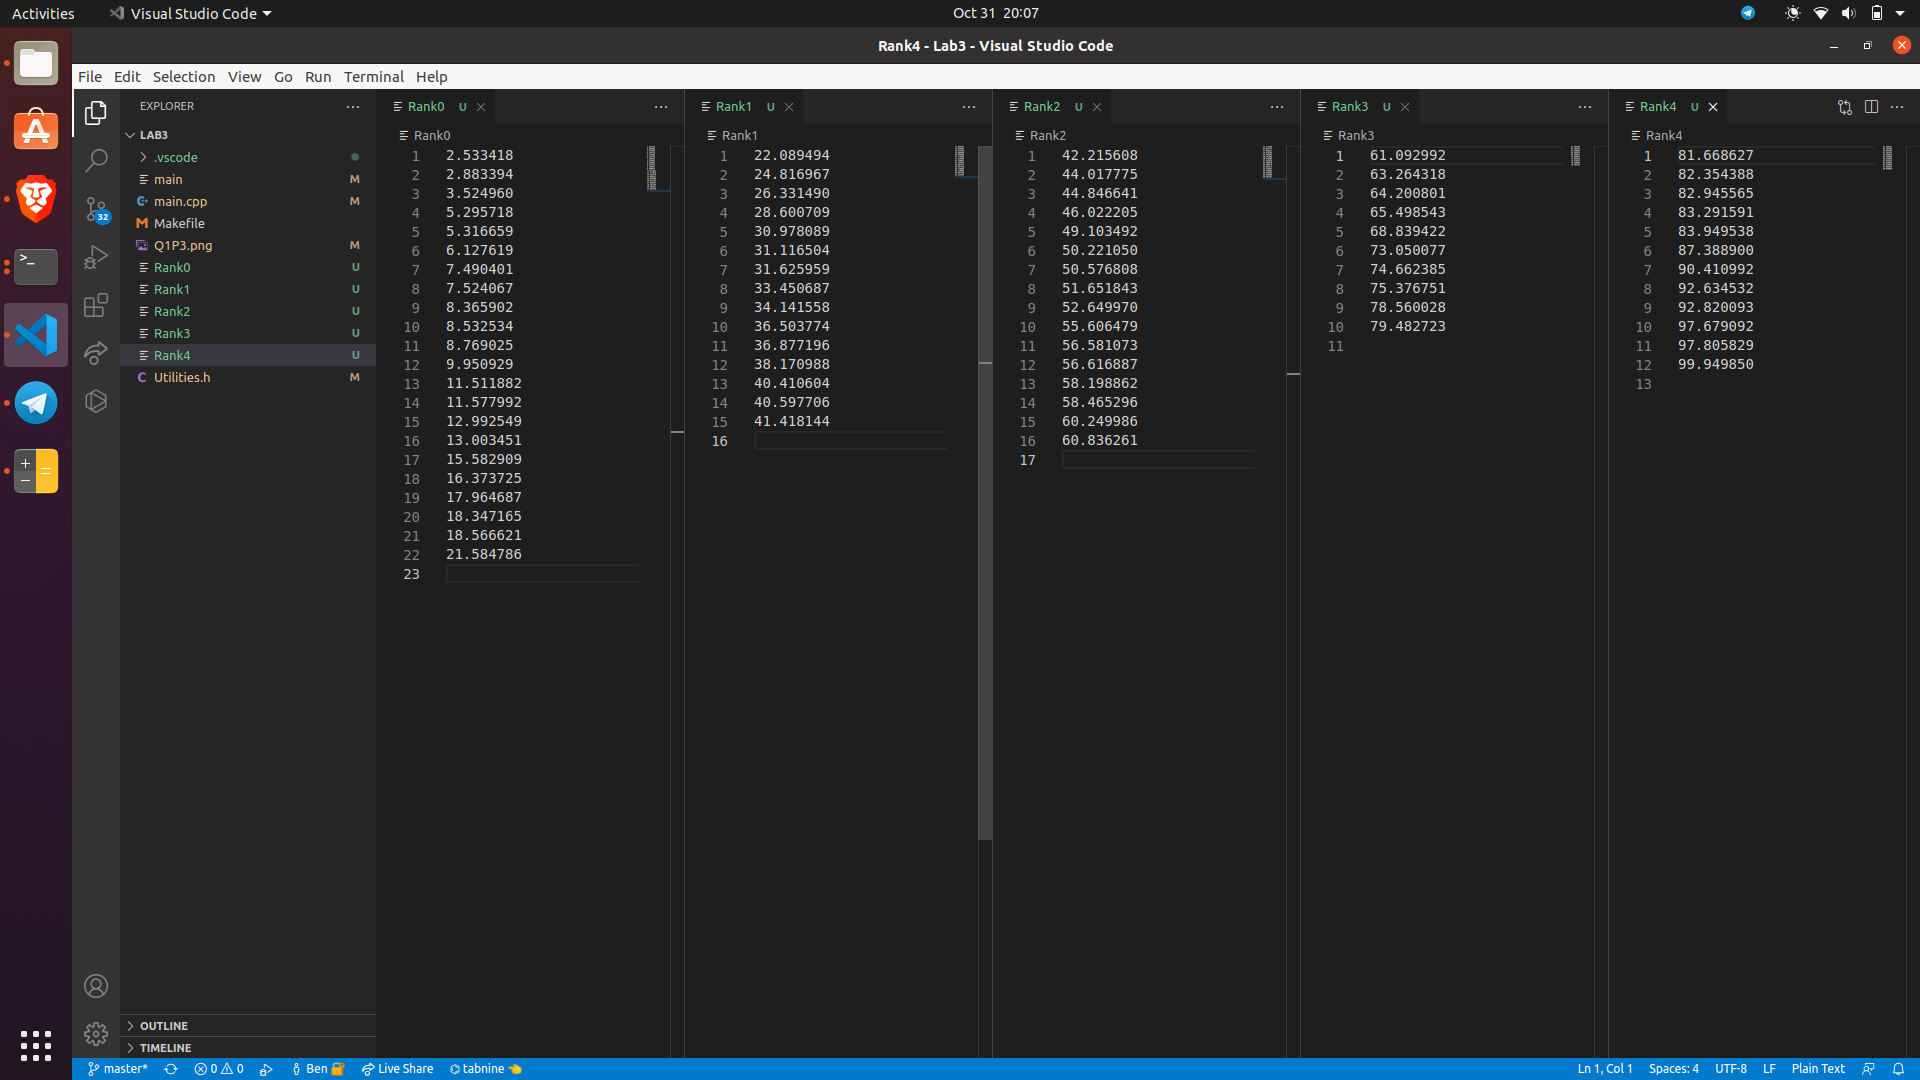 Activities
Visual Studio Code
Oct 31 20:07
Rank4 - Lab3 - Visual Studio Code
File Edit Selection View Go Run Terminal Help
EXPLORER
LAB3
.vscode
main M
main.cpp M
Makefile
Q1P3.png M
Rank0 U
Rank1 U
Rank2 U
Rank3 U
Rank4 U
Utilities.h M
OUTLINE
TIMELINE
32
Rank0 U
Rank0
1 2.533418
2 2.883394
3 3.524960
4 5.295718
5 5.316659
6 6.127619
7 7.490401
8 7.524067
9 8.365902
10 8.532534
11 8.769025
12 9.950929
13 11.511882
14 11.577992
15 12.992549
16 13.003451
17 15.582909
18 16.373725
19 17.964687
20 18.347165
21 18.566621
22 21.584786
23
Rank1 U
Rank1
1 22.089494
2 24.816967
3 26.331490
4 28.600709
5 30.978089
6 31.116504
7 31.625959
8 33.450687
9 34.141558
10 36.503774
11 36.877196
12 38.170988
13 40.410604
14 40.597706
15 41.418144
16
Rank2 U
Rank2
1 42.215608
2 44.017775
3 44.846641
4 46.022205
5 49.103492
6 50.221050
7 50.576808
8 51.651843
9 52.649970
10 55.606479
11 56.581073
12 56.616887
13 58.198862
14 58.465296
15 60.249986
16 60.836261
17
Rank3 U
Rank3
1 61.092992
2 63.264318
3 64.200801
4 65.498543
5 68.839422
6 73.050077
7 74.662385
8 75.376751
9 78.560028
10 79.482723
11
Rank4 U
Rank4
1 81.668627
2 82.354388
3 82.945565
4 83.291591
5 83.949538
6 87.388900
7 90.410992
8 92.634532
9 92.820093
10 97.679092
11 97.805829
12 99.949850
13
master* 0 0 Ben Live Share tabnine Ln 1, Col 1 Spaces: 4 UTF-8 LF Plain Text